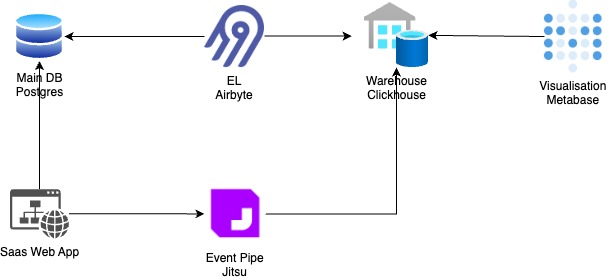 Main DB
Postgres
EL
Airbyte
Warehouse
Clickhouse
Visualisation
Metabase
Saas Web App
Event Pipe
Jitsu